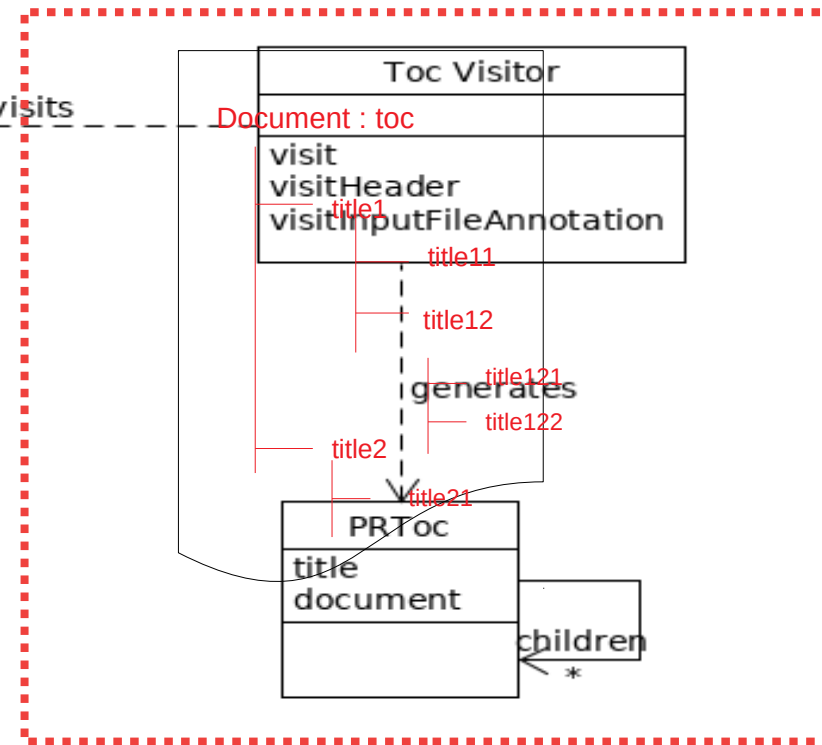 Toc Visitor
visits
Document : toc
visit
visitHeader
title1
visitInputFileAnnotation
title11
title12
title121
generates
title122
title2
title21
PRToc
title
document
children
*